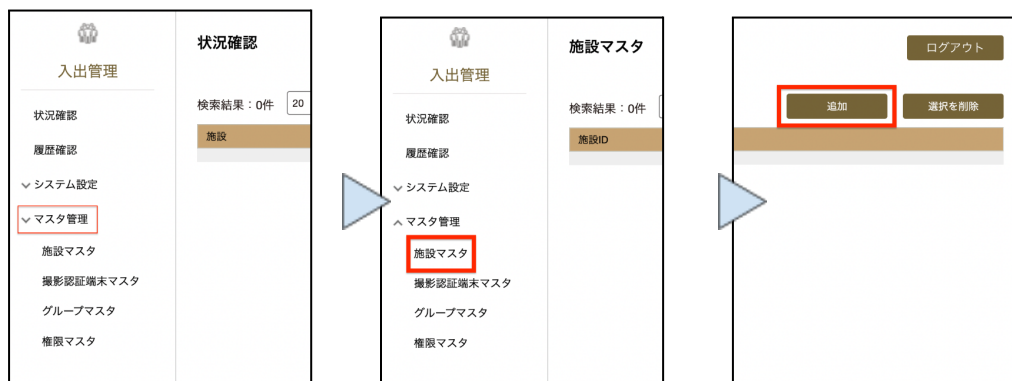 入出管理
状況確認
履歴確認
システム設定
マスタ管理
施設マスタ
撮影認証端末マスタ
グループマスタ
権限マスタ
状況確認
検索結果：0件 20
施設
入出管理
状況確認
履歴確認
システム設定
マスタ管理
施設マスタ
撮影認証端末マスタ
グループマスタ
権限マスタ
施設マスタ
検索結果：0件
施設ID
ログアウト
追加 選択を削除